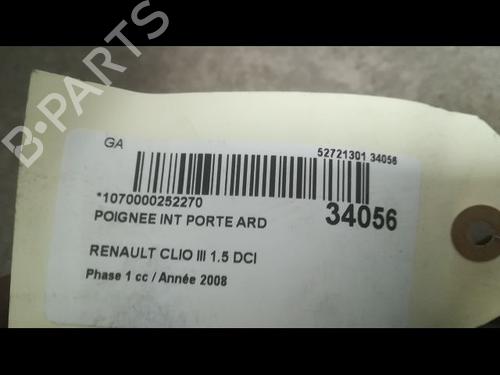 B-PARTS
GA
52721301 34056
*1070000252270
34056
POIGNEE INT PORTE ARD
RENAULT CLIO III 1.5 DCI
Phase 1 cc / Année 2008